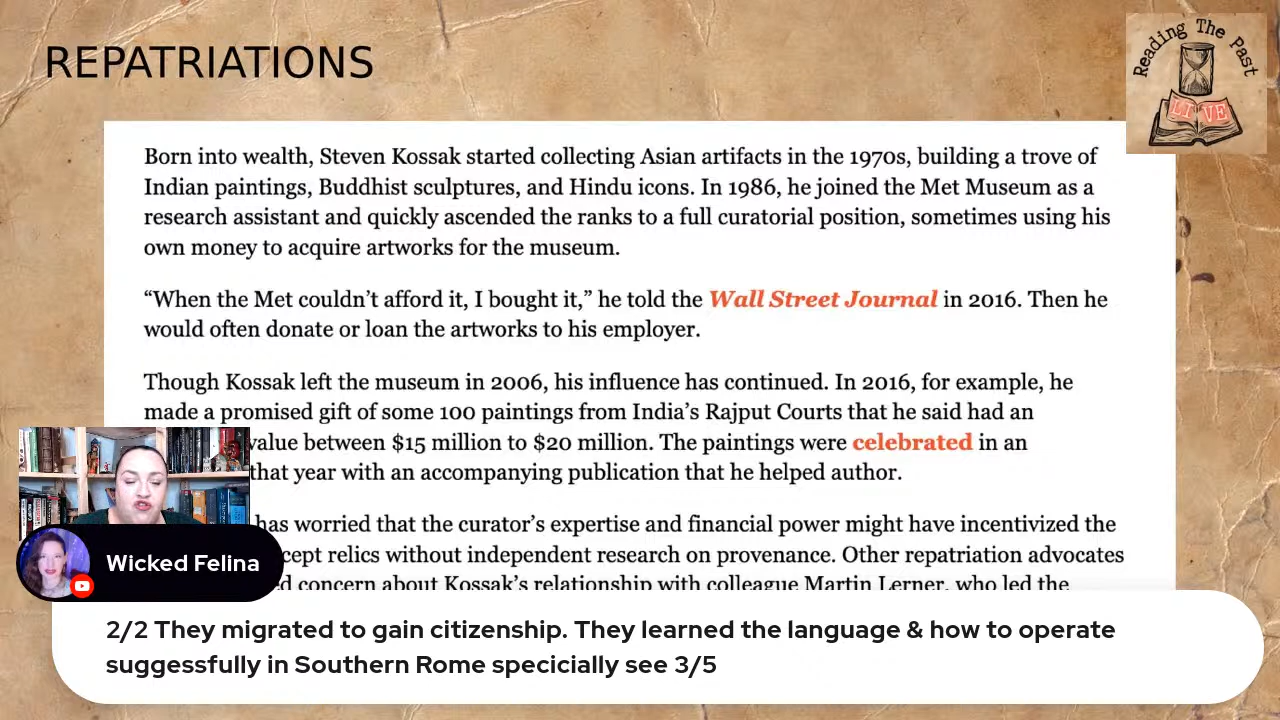 REPATRIATIONS
Reading The Past
LIVE
Born into wealth, Steven Kossak started collecting Asian artifacts in the 1970s, building a trove of
Indian paintings, Buddhist sculptures, and Hindu icons. In 1986, he joined the Met Museum as a
research assistant and quickly ascended the ranks to a full curatorial position, sometimes using his
own money to acquire artworks for the museum.
“When the Met couldn’t afford it, I bought it,” he told the Wall Street Journal in 2016. Then he
would often donate or loan the artworks to his employer.
Though Kossak left the museum in 2006, his influence has continued. In 2016, for example, he
made a promised gift of some 100 paintings from India’s Rajput Courts that he said had an
value between $15 million to $20 million. The paintings were celebrated in an
that year with an accompanying publication that he helped author.
has worried that the curator’s expertise and financial power might have incentivized the
relics without independent research on provenance. Other repatriation advocates
concern about Kossak’s relationship with colleague Martin Lerner, who led the
Wicked Felina
2/2 They migrated to gain citizenship. They learned the language & how to operate
suggessfully in Southern Rome specicially see 3/5